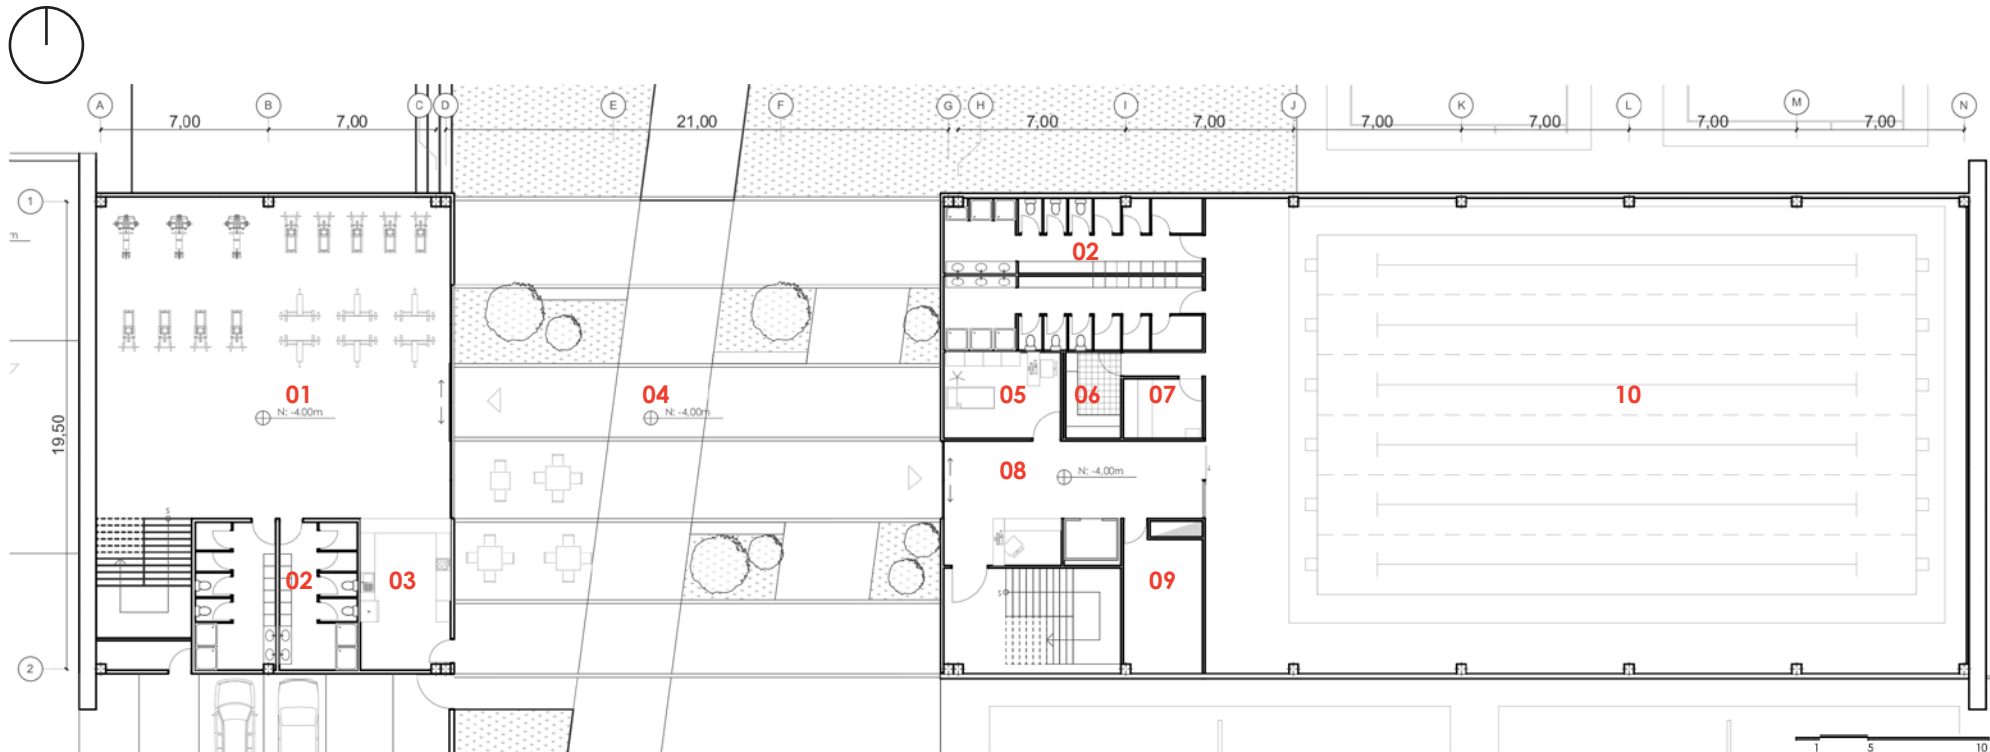 A B C D E F G H I J K L M N
7,00 7,00 21,00 7,00 7,00 7,00 7,00 7,00 7,00
1
m
02
7
01 04 05 06 07 10
N: -4.00m N: -4,00m
19,50
08 N: -4,00m
S
02 03 09
S
2
1 5 10